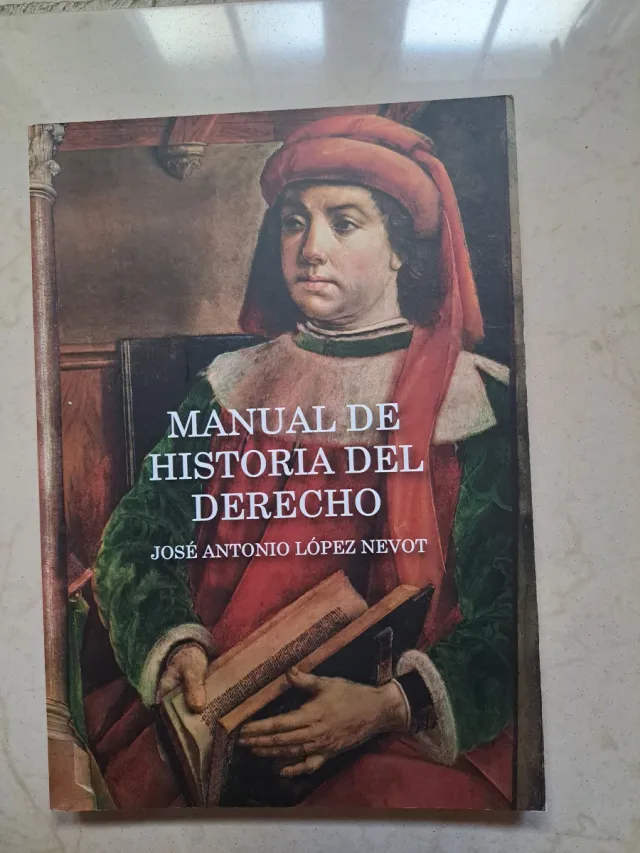 MANUAL DE
HISTORIA DEL
DERECHO
JOSÉ ANTONIO LÓPEZ NEVOT